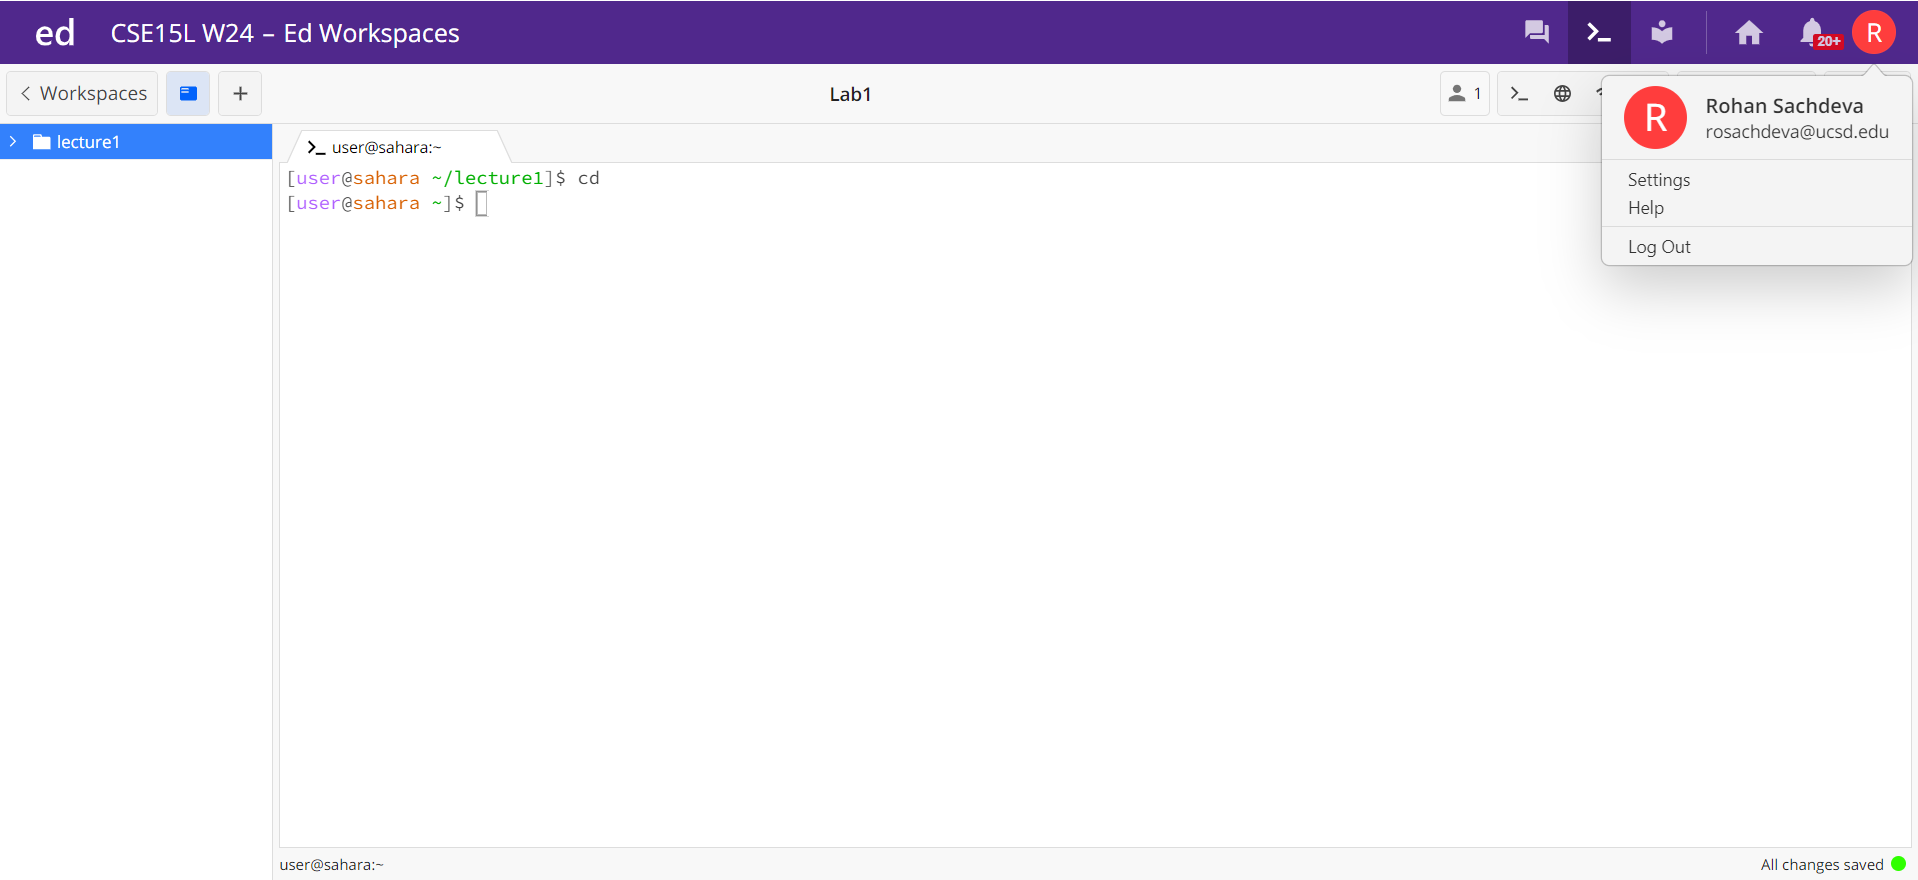 ed CSE15L W24 – Ed Workspaces 20+ R
Workspaces + Lab1 1
R Rohan Sachdeva
rosachdeva@ucsd.edu
lecture1
user@sahara:~
[user@sahara ~/lecture1]$ cd
[user@sahara ~]$
Settings
Help
Log Out
user@sahara:~ All changes saved